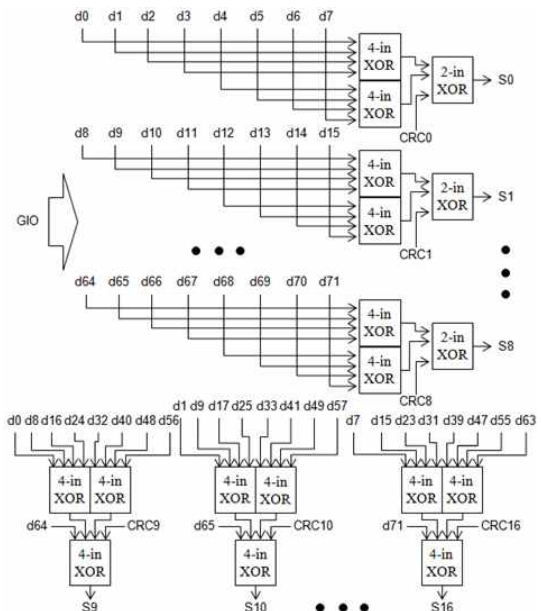 d0 d1 d2 d3 d4 d5 d6 d7
4-in
XOR
4-in
XOR
2-in
XOR
S0
CRC0
d8 d9 d10 d11 d12 d13 d14 d15
4-in
XOR
4-in
XOR
2-in
XOR
S1
CRC1
GIO
d64 d65 d66 d67 d68 d69 d70 d71
4-in
XOR
4-in
XOR
2-in
XOR
S8
CRC8
d0 d8 d16 d24 d32 d40 d48 d56
4-in
XOR
4-in
XOR
d64
CRC9
4-in
XOR
S9
d1 d9 d17 d25 d33 d41 d49 d57
4-in
XOR
4-in
XOR
d65
CRC10
4-in
XOR
S10
d7 d15 d23 d31 d39 d47 d55 d63
4-in
XOR
4-in
XOR
d71
CRC16
4-in
XOR
S16